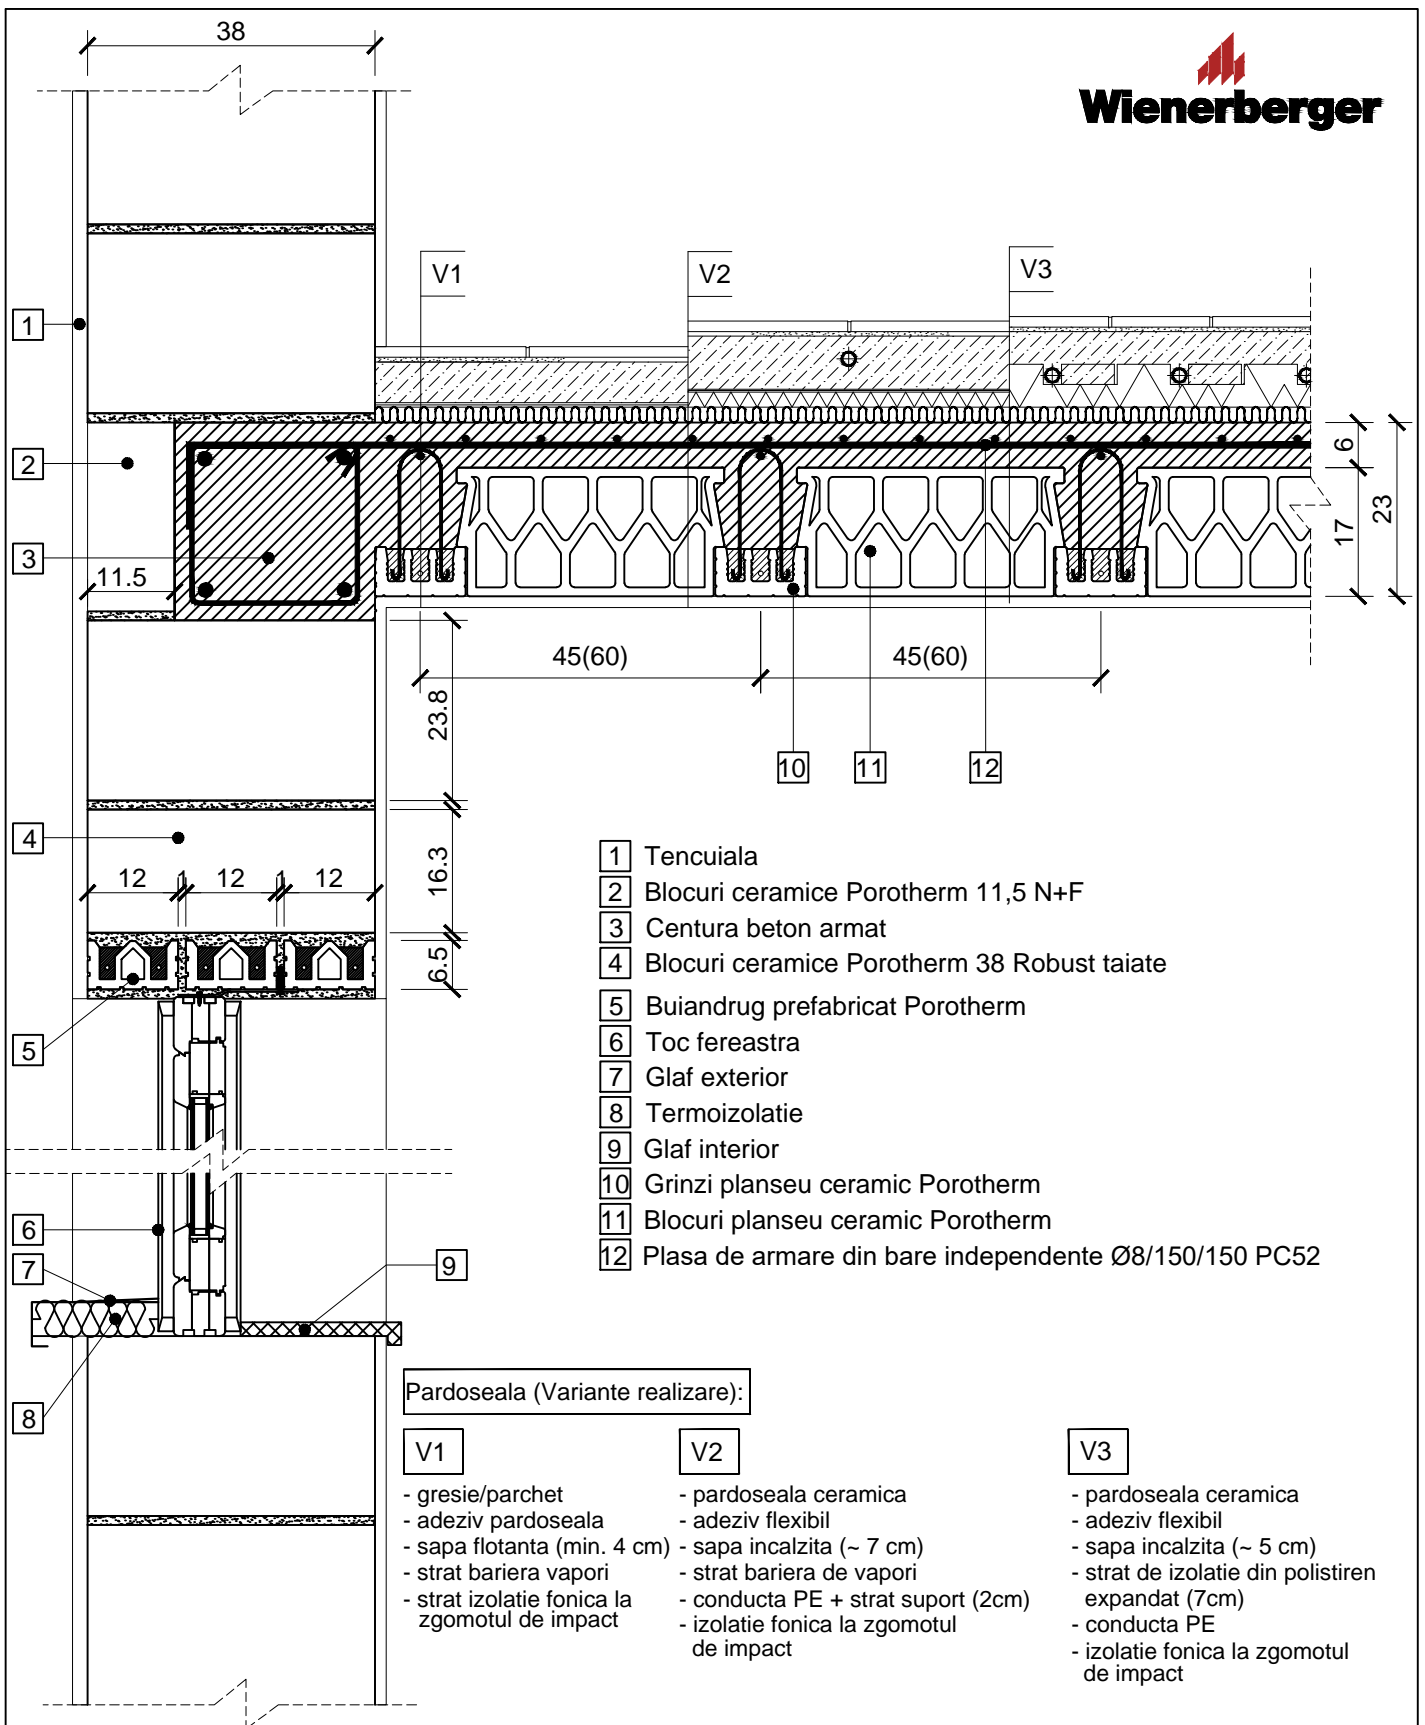 38
Wienerberger
V1
V2
V3
1
2
3
11.5
6
17
23
45(60)
45(60)
23.8
10
11
12
4
16.3
12
1
12
1
12
6.5
5
6
7
8
9
1 Tencuiala
2 Blocuri ceramice Porotherm 11,5 N+F
3 Centura beton armat
4 Blocuri ceramice Porotherm 38 Robust taiate
5 Buiandrug prefabricat Porotherm
6 Toc fereastra
7 Glaf exterior
8 Termoizolatie
9 Glaf interior
10 Grinzi planseu ceramic Porotherm
11 Blocuri planseu ceramic Porotherm
12 Plasa de armare din bare independente Ø8/150/150 PC52
Pardoseala (Variante realizare):
V1
- gresie/parchet
- adeziv pardoseala
- sapa flotanta (min. 4 cm)
- strat bariera vapori
- strat izolatie fonica la
zgomotul de impact
V2
- pardoseala ceramica
- adeziv flexibil
- sapa incalzita (~ 7 cm)
- strat bariera de vapori
- conducta PE + strat suport (2cm)
- izolatie fonica la zgomotul
de impact
V3
- pardoseala ceramica
- adeziv flexibil
- sapa incalzita (~ 5 cm)
- strat de izolatie din polistiren
expandat (7cm)
- conducta PE
- izolatie fonica la zgomotul
de impact